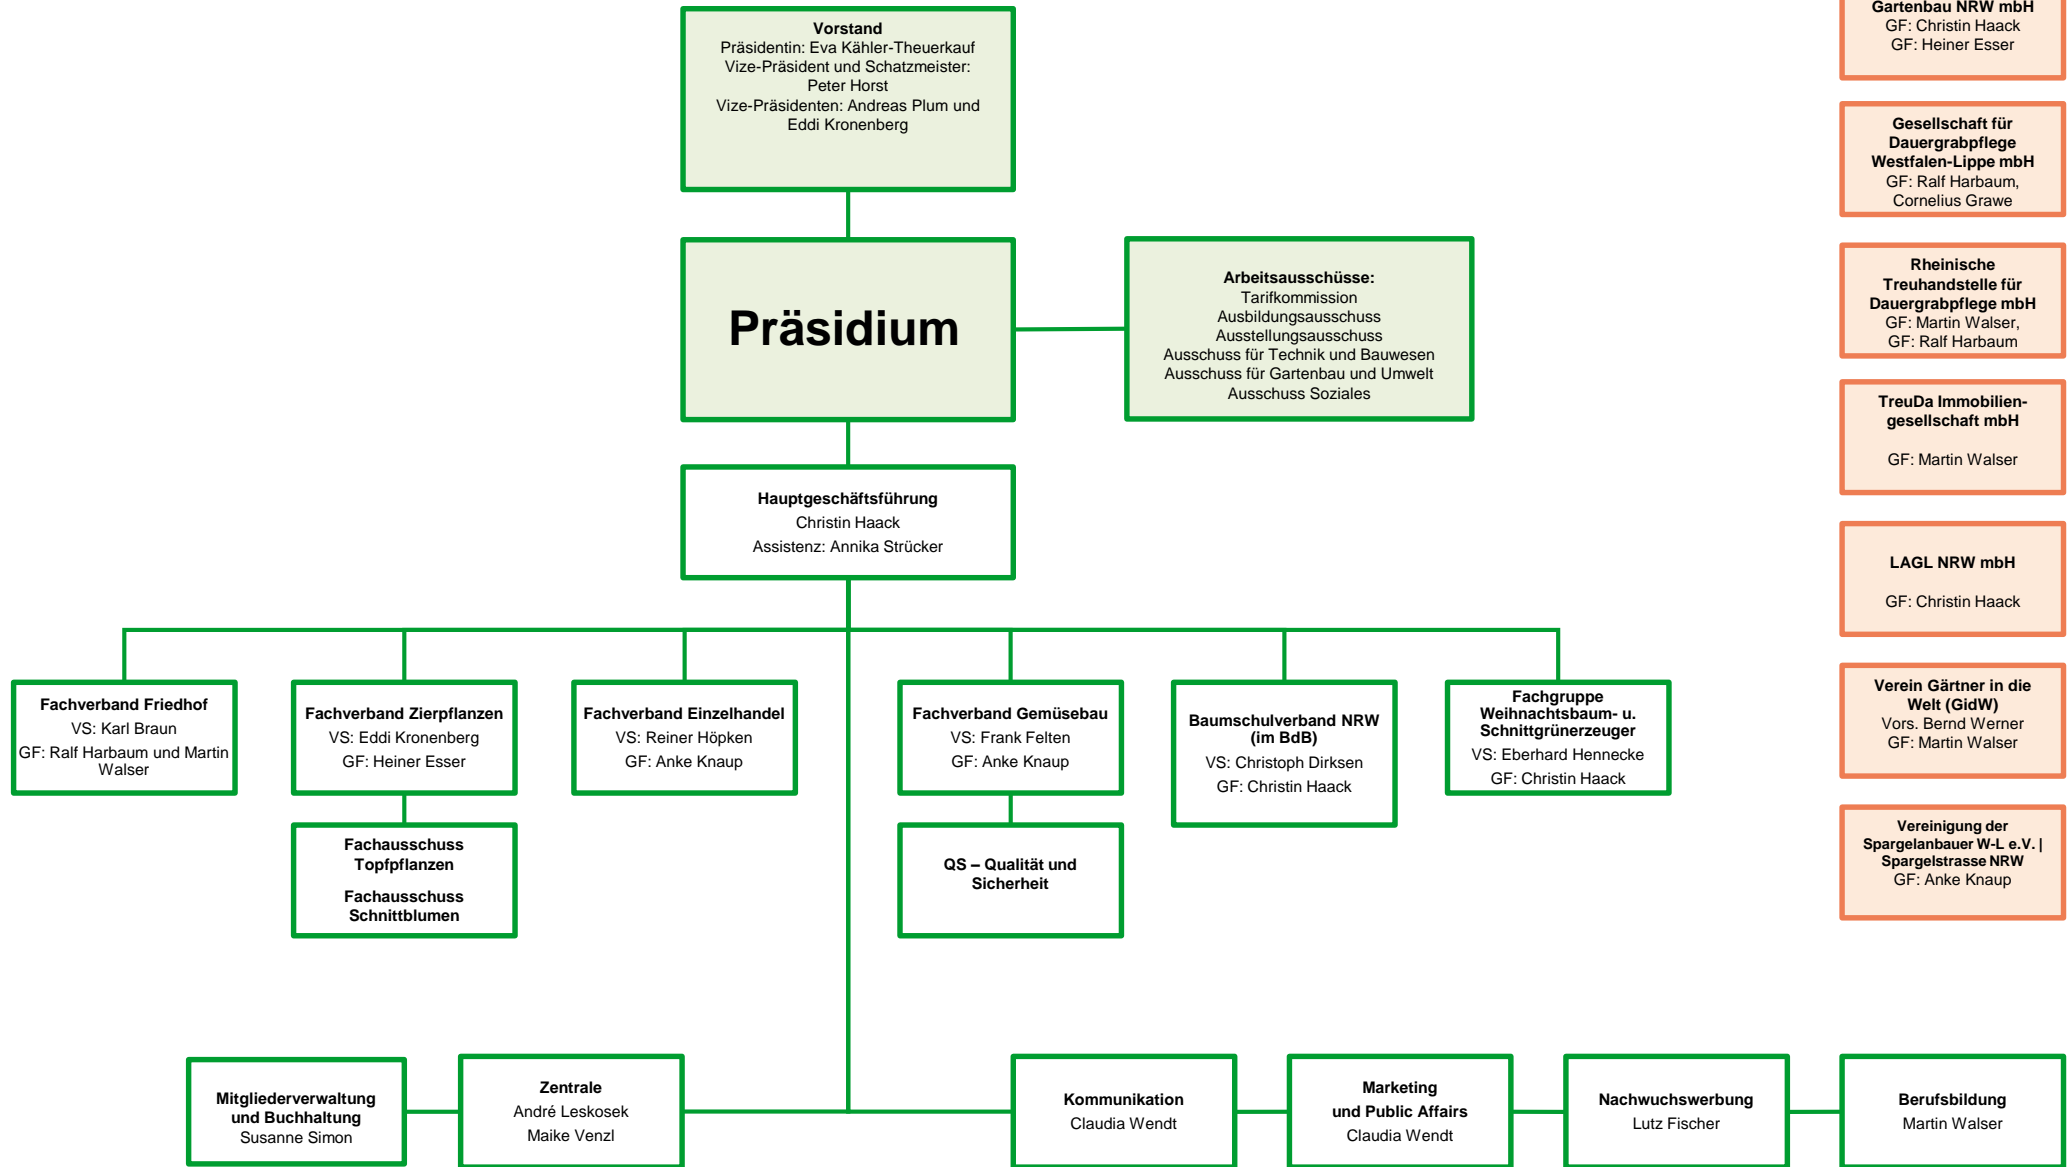 Vorstand
Präsidentin: Eva Kähler-Theuerkauf
Vize-Präsident und Schatzmeister:
Peter Horst
Vize-Präsidenten: Andreas Plum und
Eddi Kronenberg
Präsidium
Arbeitsausschüsse:
Tarifkommission
Ausbildungsausschuss
Ausstellungsausschuss
Ausschuss für Technik und Bauwesen
Ausschuss für Gartenbau und Umwelt
Ausschuss Soziales
Hauptgeschäftsführung
Christin Haack
Assistenz: Annika Strücker
Fachverband Friedhof
VS: Karl Braun
GF: Ralf Harbaum und Martin
Walser
Fachverband Zierpflanzen
VS: Eddi Kronenberg
GF: Heiner Esser
Fachausschuss
Topfpflanzen
Fachausschuss
Schnittblumen
Fachverband Einzelhandel
VS: Reiner Höpken
GF: Anke Knaup
Fachverband Gemüsebau
VS: Frank Felten
GF: Anke Knaup
QS – Qualität und
Sicherheit
Baumschulverband NRW
(im BdB)
VS: Christoph Dirksen
GF: Christin Haack
Fachgruppe
Weihnachtsbaum- u.
Schnittgrünerzeuger
VS: Eberhard Hennecke
GF: Christin Haack
Mitgliederverwaltung
und Buchhaltung
Susanne Simon
Zentrale
André Leskosek
Maike Venzl
Kommunikation
Claudia Wendt
Marketing
und Public Affairs
Claudia Wendt
Nachwuchswerbung
Lutz Fischer
Berufsbildung
Martin Walser
Gartenbau NRW mbH
GF: Christin Haack
GF: Heiner Esser
Gesellschaft für
Dauergrabpflege
Westfalen-Lippe mbH
GF: Ralf Harbaum,
Cornelius Grawe
Rheinische
Treuhandstelle für
Dauergrabpflege mbH
GF: Martin Walser,
GF: Ralf Harbaum
TreuDa Immobilien-
gesellschaft mbH
GF: Martin Walser
LAGL NRW mbH
GF: Christin Haack
Verein Gärtner in die
Welt (GidW)
Vors. Bernd Werner
GF: Martin Walser
Vereinigung der
Spargelanbauer W-L e.V. |
Spargelstrasse NRW
GF: Anke Knaup